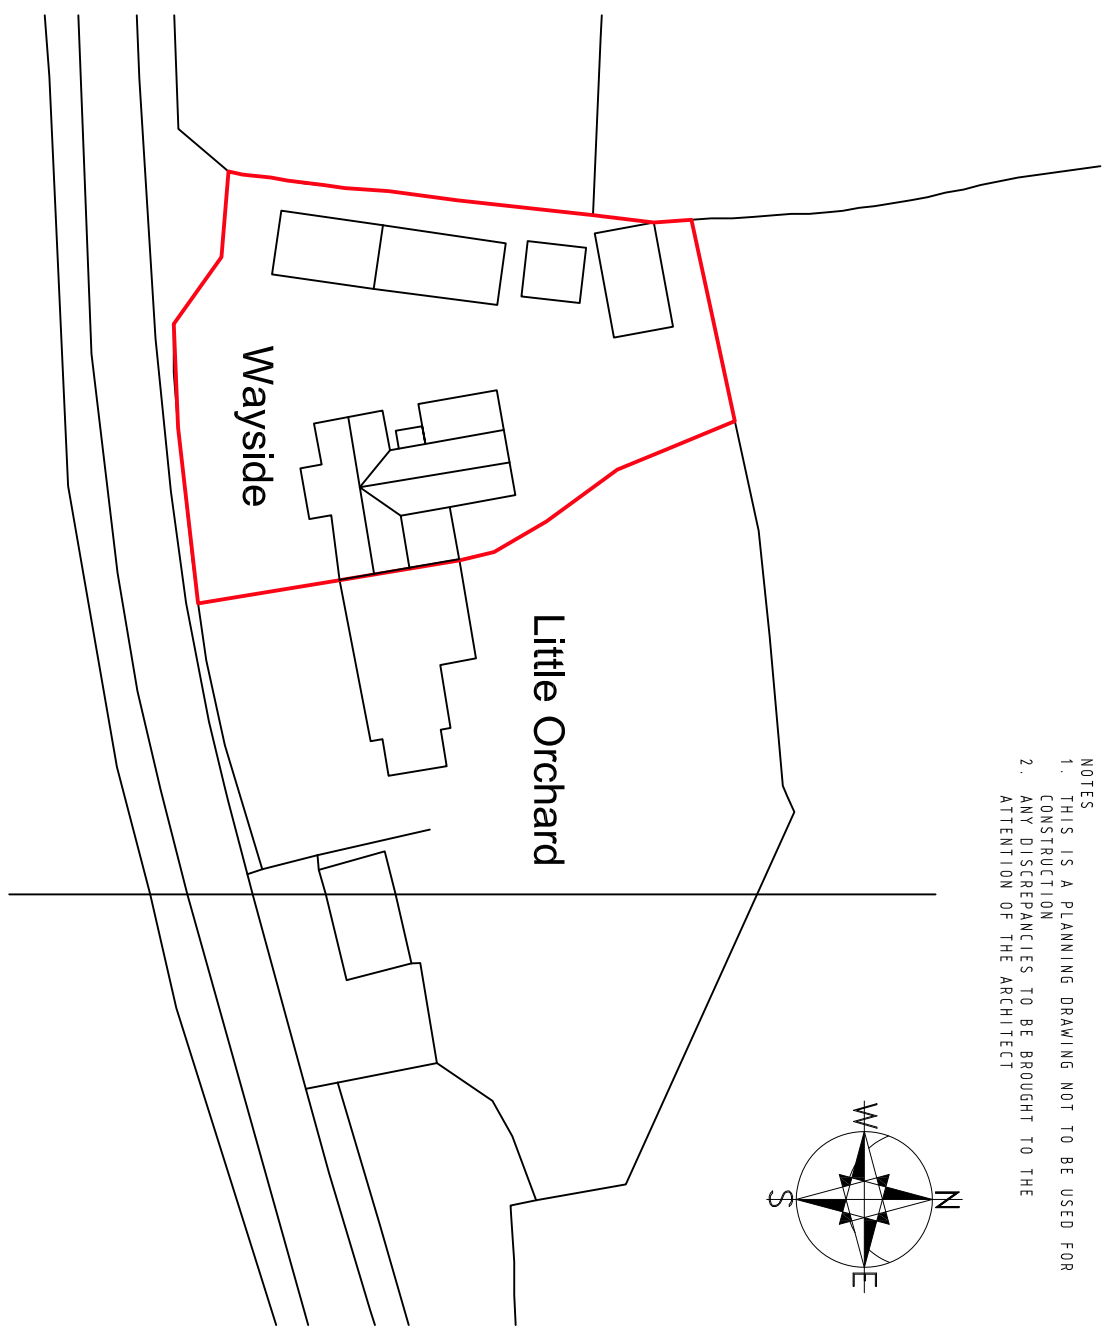 NOTES
1. THIS IS A PLANNING DRAWING NOT TO BE USED FOR
CONSTRUCTION
2. ANY DISCREPANCIES TO BE BROUGHT TO THE
ATTENTION OF THE ARCHITECT
Little Orchard
Wayside
N
W
E
S